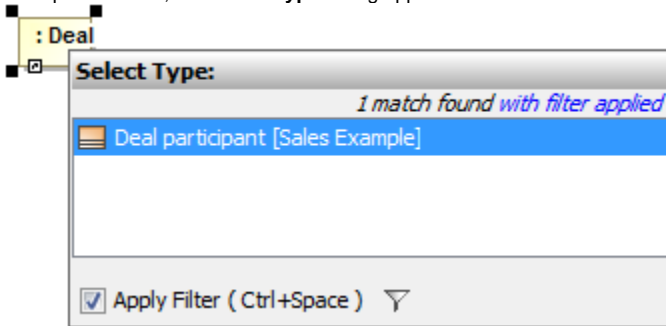 : Deal
Select Type:
1 match found with filter applied
Deal participant [Sales Example]
Apply Filter ( Ctrl+Space )